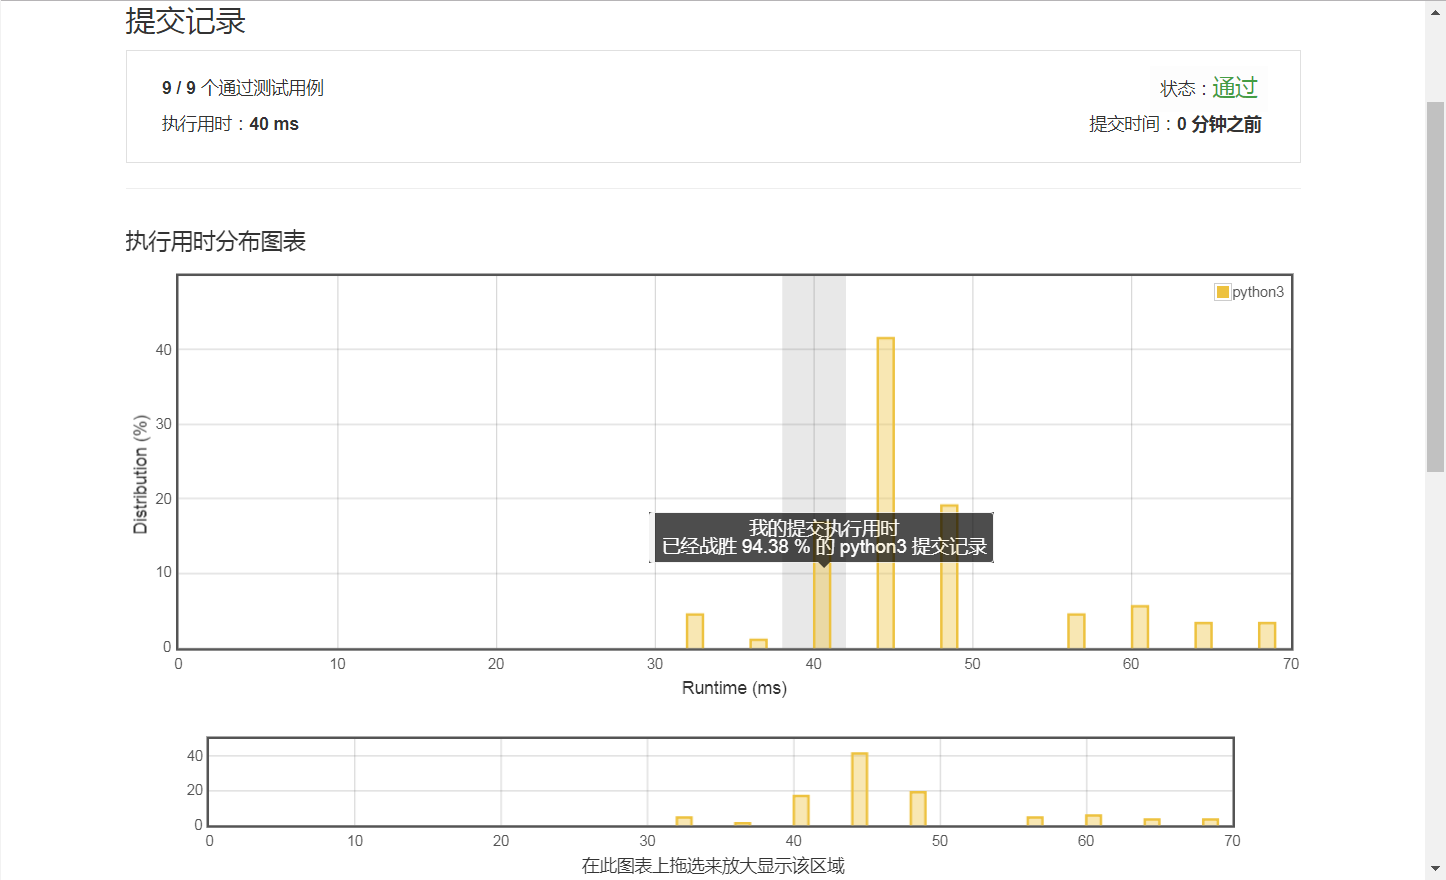 提交记录
9 / 9 个通过测试用例
状态：通过
执行用时：40 ms
提交时间：0 分钟之前
执行用时分布图表
python3
40
30
20
10
0
Distribution (%)
我的提交执行用时
已经战胜 94.38 % 的 python3 提交记录
0 10 20 30 40 50 60 70
Runtime (ms)
40
20
0
0 10 20 30 40 50 60 70
在此图表上拖选来放大显示该区域